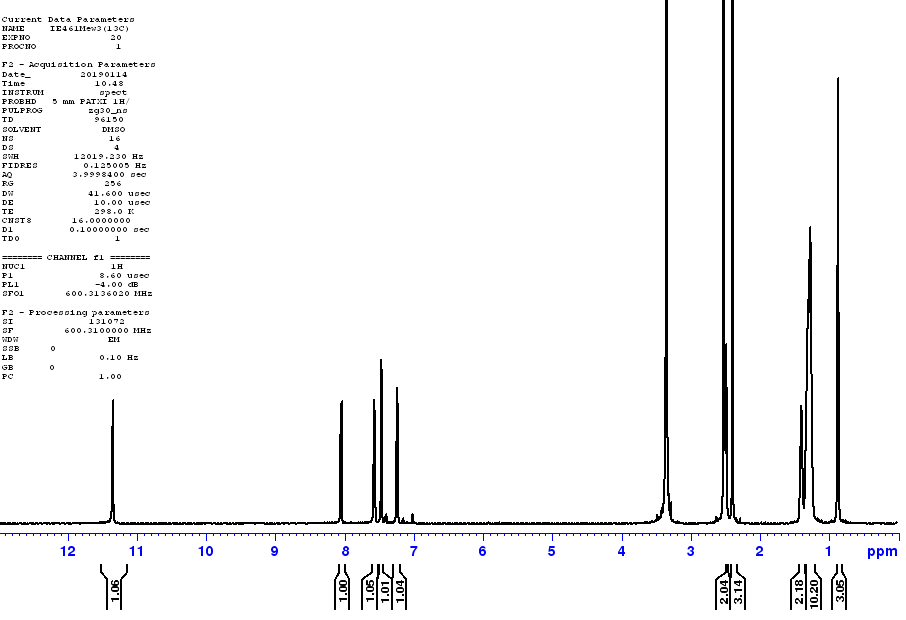 Current Data Parameters
NAME IE461Mew3(13C)
EXPNO 20
PROCNO 1
F2 - Acquisition Parameters
Date_ 20190114
Time 10.48
INSTRUM spect
PROBHD 5 mm PATXI 1H/
PULPROG zg30_ns
TD 96150
SOLVENT DMSO
NS 16
DS 4
SWH 12019.230 Hz
FIDRES 0.125005 Hz
AQ 3.9998400 sec
RG 256
DW 41.600 usec
DE 10.00 usec
TE 298.0 K
CNST8 16.0000000
D1 0.10000000 sec
TD0 1
======== CHANNEL f1 ========
NUC1 1H
P1 8.60 usec
PL1 -4.00 dB
SFO1 600.3136020 MHz
F2 - Processing parameters
SI 131072
SF 600.3100000 MHz
WDW EM
SSB 0
LB 0.10 Hz
GB 0
PC 1.00
12 11 10 9 8 7 6 5 4 3 2 1 ppm
1.06 1.00 1.05 1.01 1.04 2.04 3.14 2.18 10.20 3.05